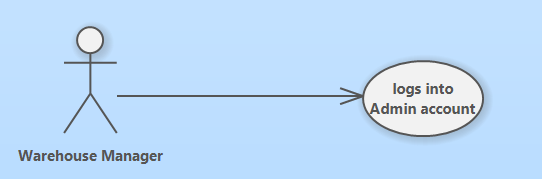 logs into
Admin account
Warehouse Manager